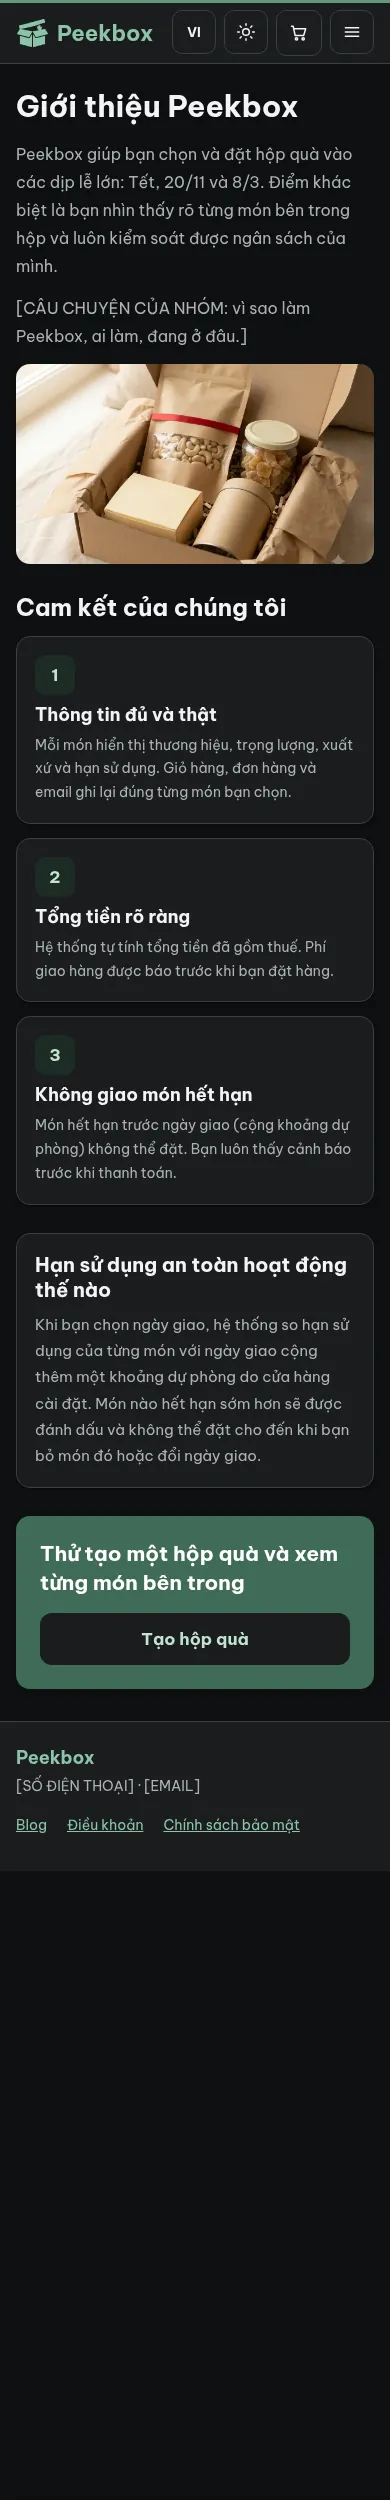 Peekbox
VI
Giới thiệu Peekbox
Peekbox giúp bạn chọn và đặt hộp quà vào
các dịp lễ lớn: Tết, 20/11 và 8/3. Điểm khác
biệt là bạn nhìn thấy rõ từng món bên trong
hộp và luôn kiểm soát được ngân sách của
mình.
[CÂU CHUYỆN CỦA NHÓM: vì sao làm
Peekbox, ai làm, đang ở đâu.]
Cam kết của chúng tôi
1
Thông tin đủ và thật
Mỗi món hiển thị thương hiệu, trọng lượng, xuất
xứ và hạn sử dụng. Giỏ hàng, đơn hàng và
email ghi lại đúng từng món bạn chọn.
2
Tổng tiền rõ ràng
Hệ thống tự tính tổng tiền đã gồm thuế. Phí
giao hàng được báo trước khi bạn đặt hàng.
3
Không giao món hết hạn
Món hết hạn trước ngày giao (cộng khoảng dự
phòng) không thể đặt. Bạn luôn thấy cảnh báo
trước khi thanh toán.
Hạn sử dụng an toàn hoạt động
thế nào
Khi bạn chọn ngày giao, hệ thống so hạn sử
dụng của từng món với ngày giao cộng
thêm một khoảng dự phòng do cửa hàng
cài đặt. Món nào hết hạn sớm hơn sẽ được
đánh dấu và không thể đặt cho đến khi bạn
bỏ món đó hoặc đổi ngày giao.
Thử tạo một hộp quà và xem
từng món bên trong
Tạo hộp quà
Peekbox
[SỐ ĐIỆN THOẠI] · [EMAIL]
Blog Điều khoản Chính sách bảo mật